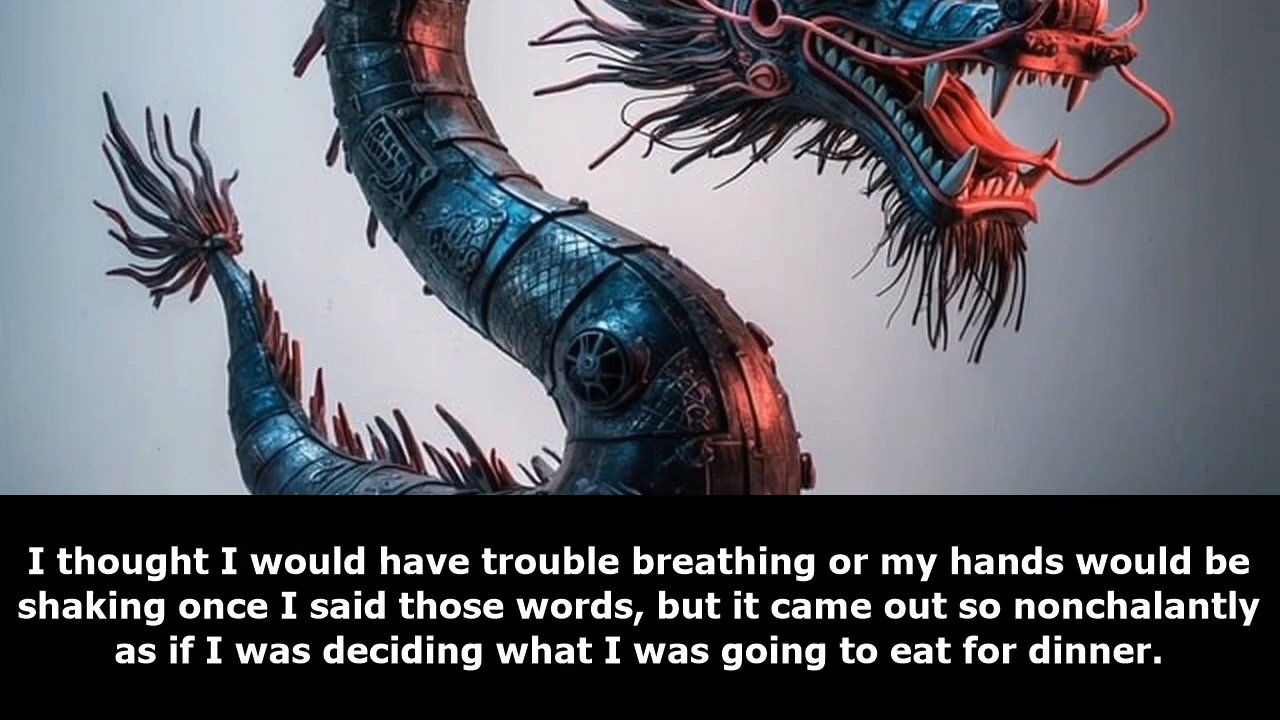 I thought I would have trouble breathing or my hands would be
shaking once I said those words, but it came out so nonchalantly
as if I was deciding what I was going to eat for dinner.